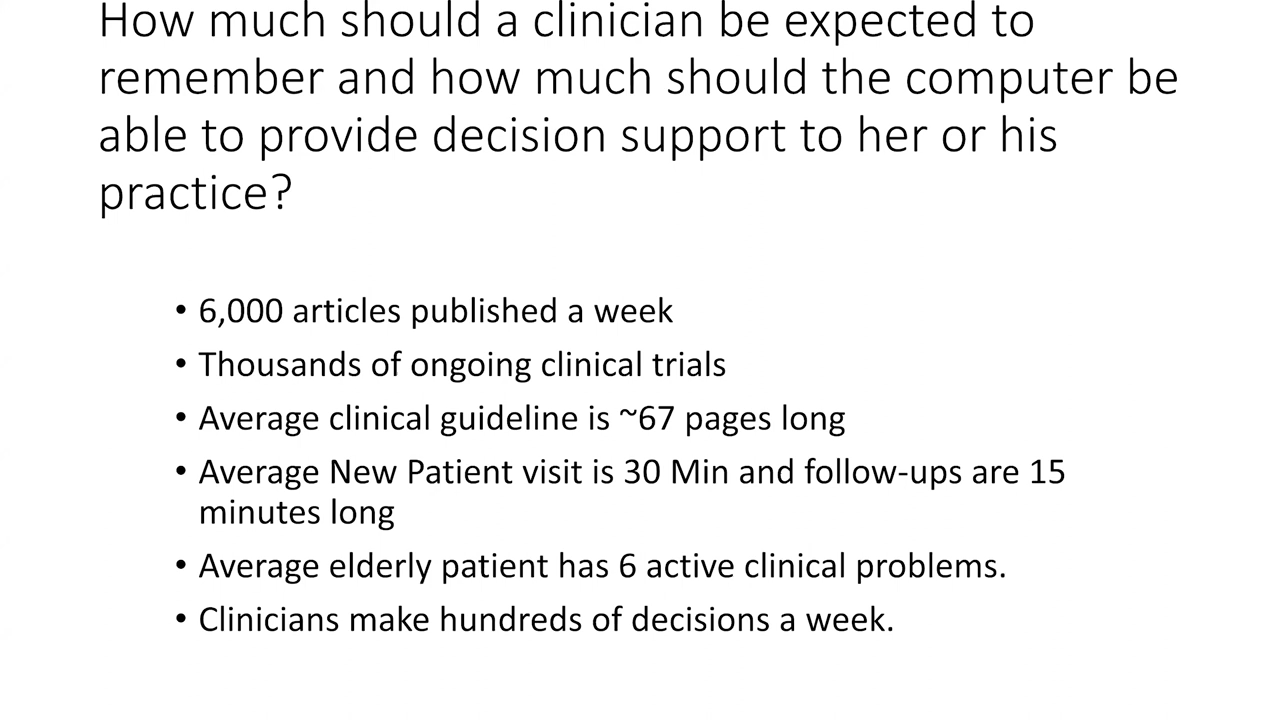 How much should a clinician be expected to
remember and how much should the computer be
able to provide decision support to her or his
practice?
• 6,000 articles published a week
• Thousands of ongoing clinical trials
• Average clinical guideline is ~67 pages long
• Average New Patient visit is 30 Min and follow-ups are 15
minutes long
• Average elderly patient has 6 active clinical problems.
• Clinicians make hundreds of decisions a week.